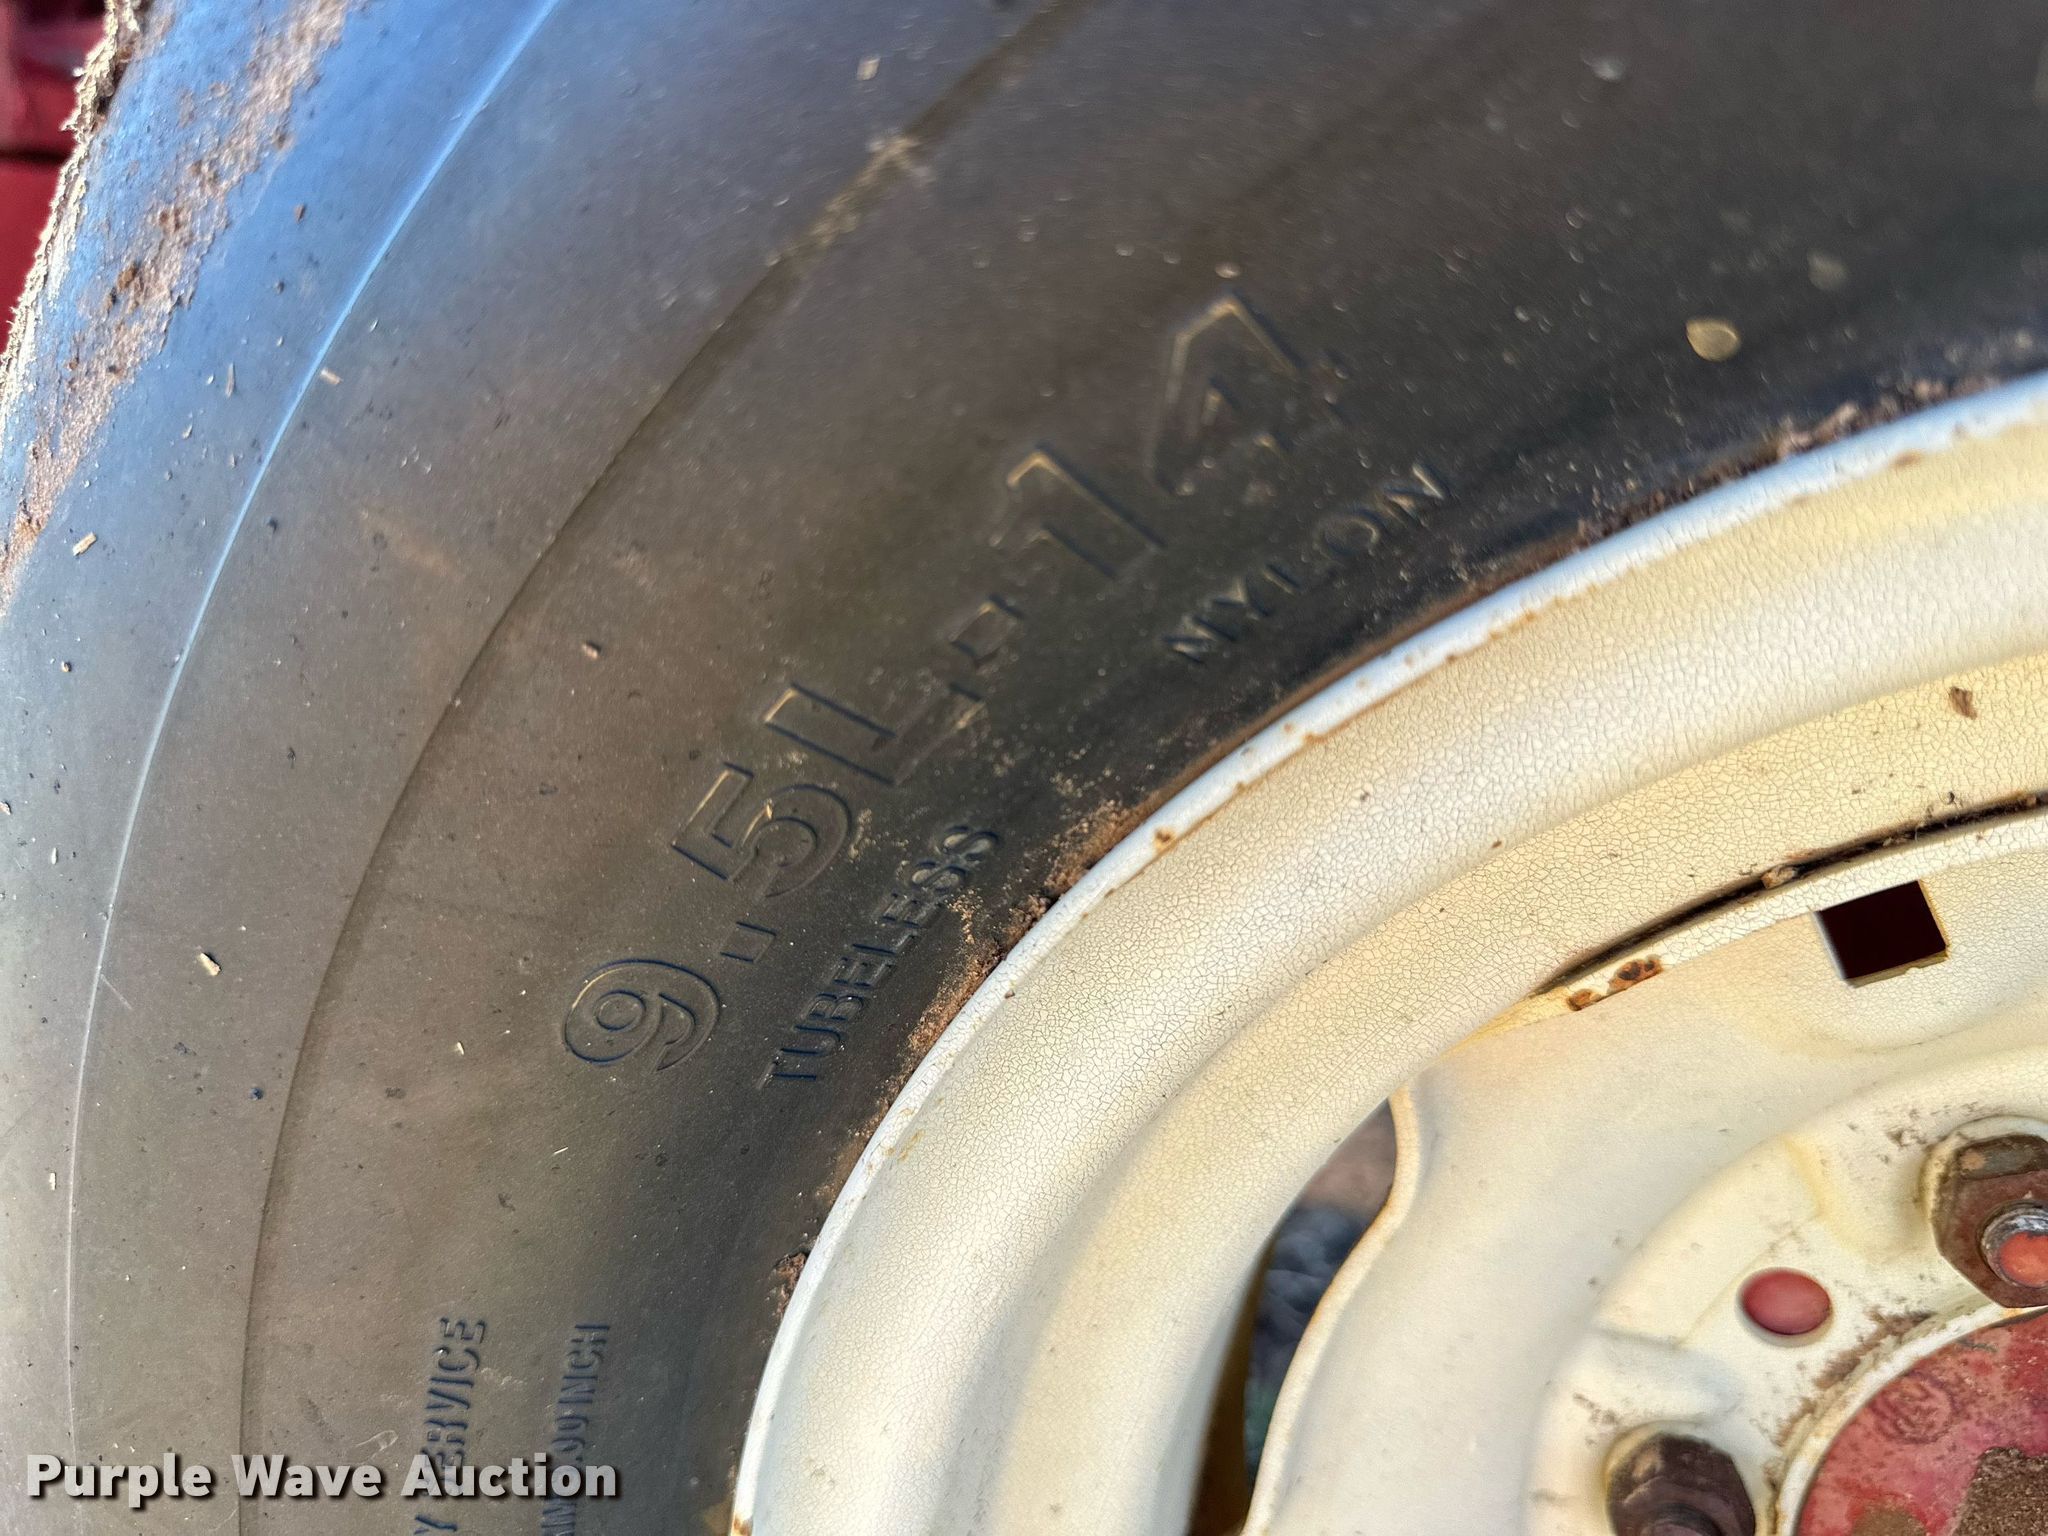 9.5L-14
TUBELESS NYLON
SERVICE
Purple Wave Auction